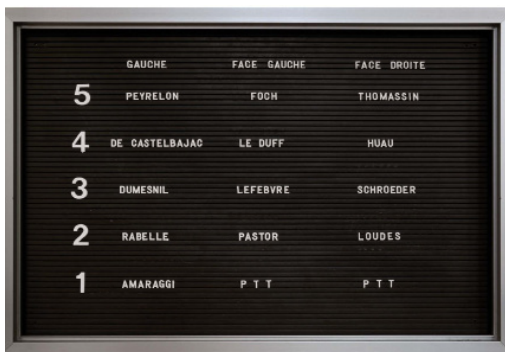 GAUCHE FACE GAUCHE FACE DROITE
5 PEYRELON FOCH THOMASSIN
4 DE CASTELBAJAC LE DUFF HUAU
3 DUMESNIL LEFEBVRE SCHROEDER
2 RABELLE PASTOR LOUDES
1 AMARAGGI P T T P T T